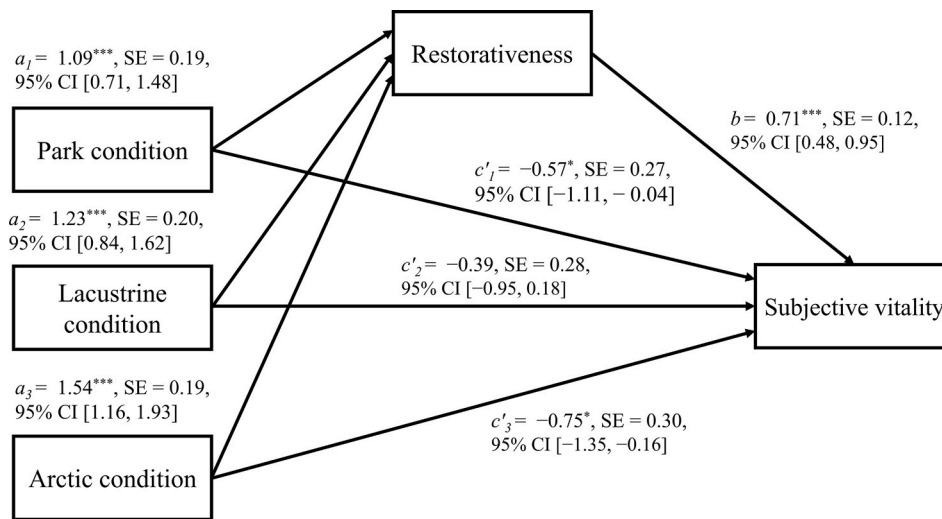 Restorativeness
a₁ = 1.09***, SE = 0.19,
95% CI [0.71, 1.48]
Park condition
b = 0.71***, SE = 0.12,
95% CI [0.48, 0.95]
c′₁ = −0.57*, SE = 0.27,
95% CI [−1.11, − 0.04]
a₂ = 1.23***, SE = 0.20,
95% CI [0.84, 1.62]
Lacustrine
condition
c′₂ = −0.39, SE = 0.28,
95% CI [−0.95, 0.18]
Subjective vitality
a₃ = 1.54***, SE = 0.19,
95% CI [1.16, 1.93]
Arctic condition
c′₃ = −0.75*, SE = 0.30,
95% CI [−1.35, −0.16]